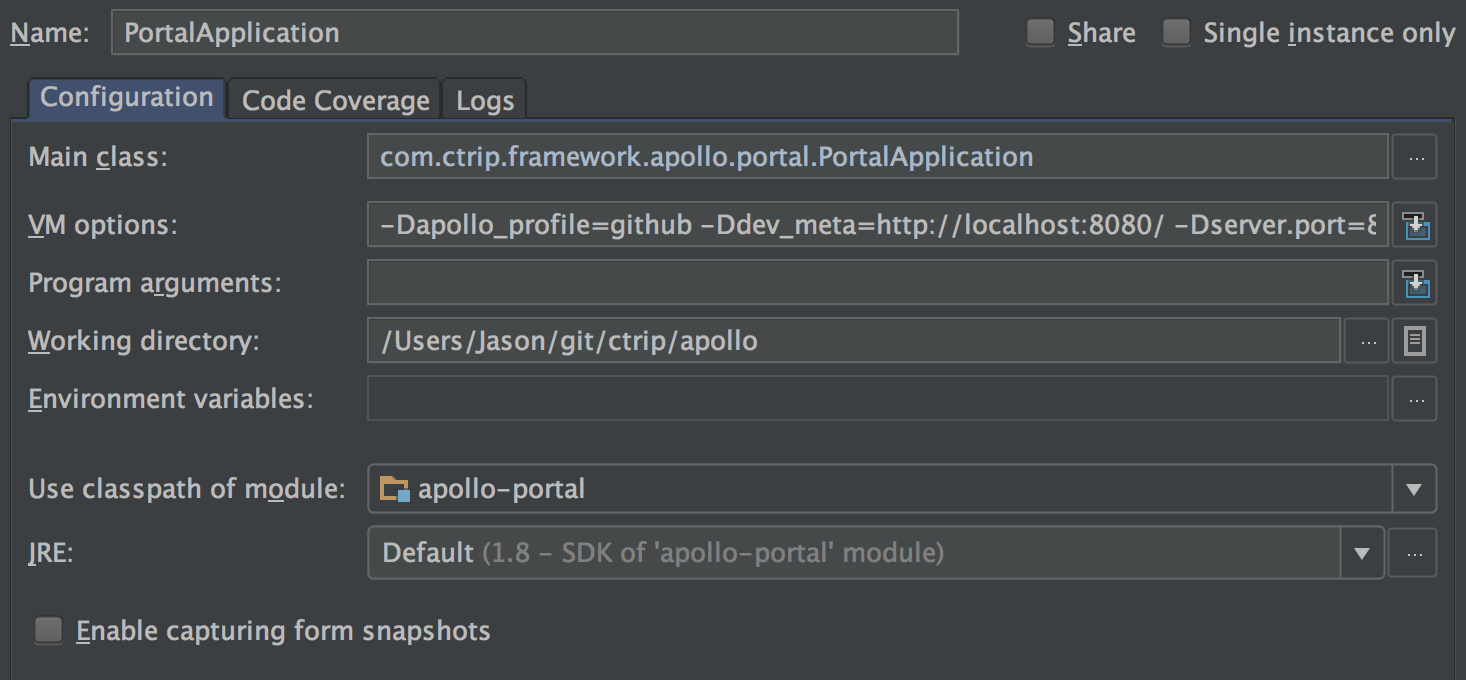 Name: PortalApplication Share Single instance only
Configuration Code Coverage Logs
Main class: com.ctrip.framework.apollo.portal.PortalApplication ...
VM options: -Dapollo_profile=github -Ddev_meta=http://localhost:8080/ -Dserver.port=8
Program arguments:
Working directory: /Users/Jason/git/ctrip/apollo ...
Environment variables: ...
Use classpath of module: apollo-portal
JRE: Default (1.8 - SDK of 'apollo-portal' module) ...
Enable capturing form snapshots